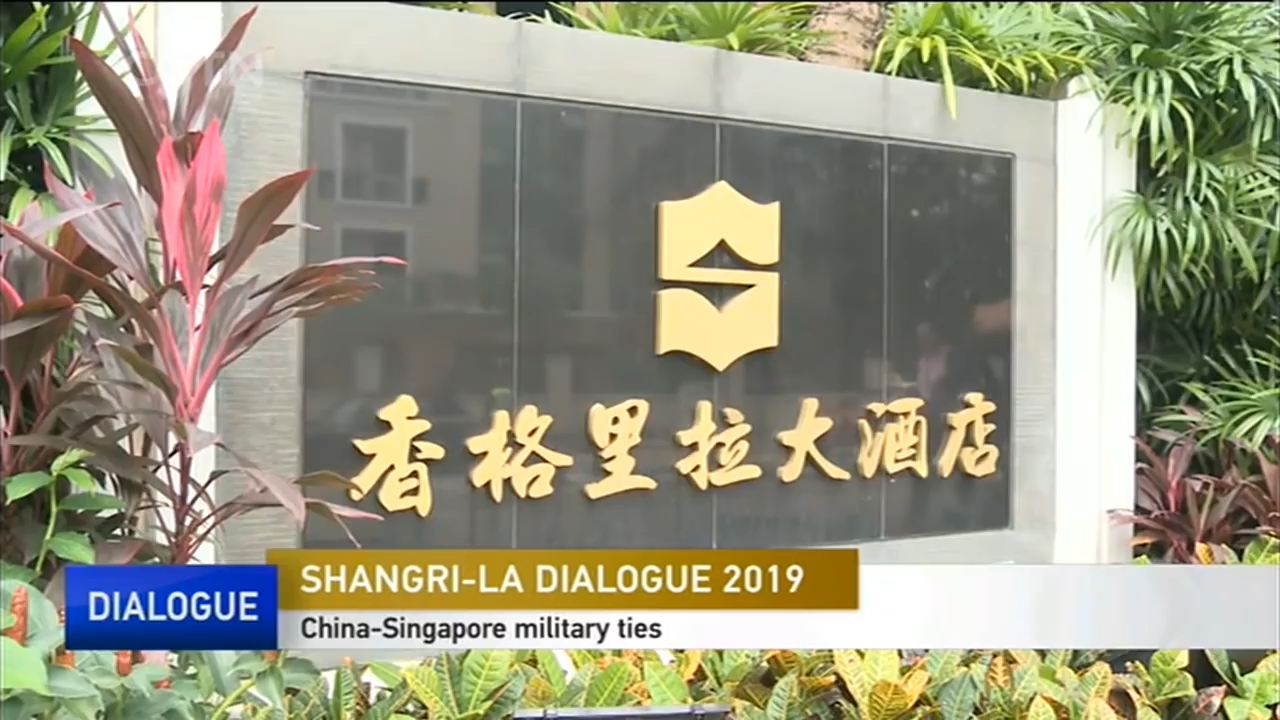 香格里拉大酒店
SHANGRI-LA DIALOGUE 2019
DIALOGUE
China-Singapore military ties